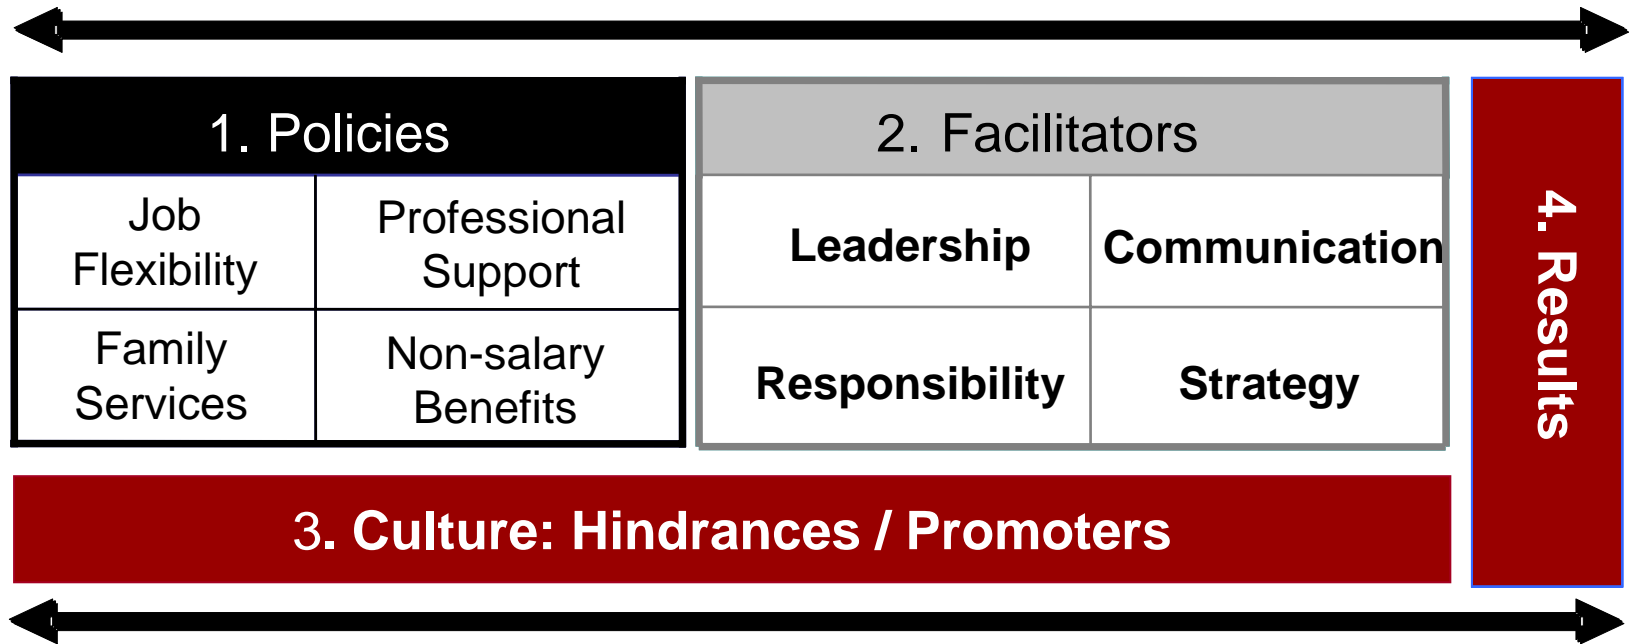 1. Policies
Job
Flexibility
Professional
Support
Family
Services
Non-salary
Benefits
2. Facilitators
Leadership
Communication
Responsibility
Strategy
3. Culture: Hindrances / Promoters
4. Results